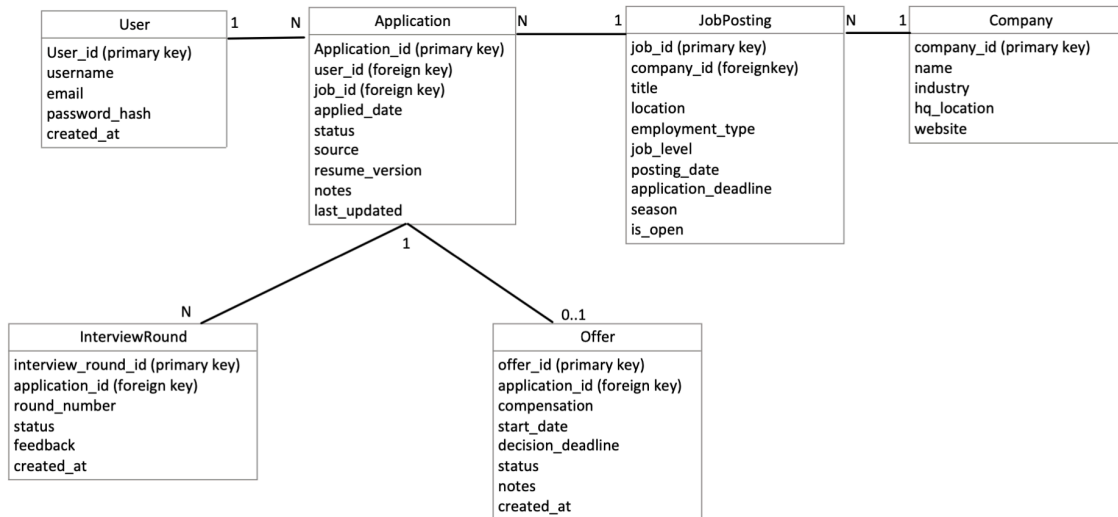 User
User_id (primary key)
username
email
password_hash
created_at
1
N
Application
Application_id (primary key)
user_id (foreign key)
job_id (foreign key)
applied_date
status
source
resume_version
notes
last_updated
N
1
JobPosting
job_id (primary key)
company_id (foreignkey)
title
location
employment_type
job_level
posting_date
application_deadline
season
is_open
N
1
Company
company_id (primary key)
name
industry
hq_location
website
1
N
0..1
InterviewRound
interview_round_id (primary key)
application_id (foreign key)
round_number
status
feedback
created_at
Offer
offer_id (primary key)
application_id (foreign key)
compensation
start_date
decision_deadline
status
notes
created_at